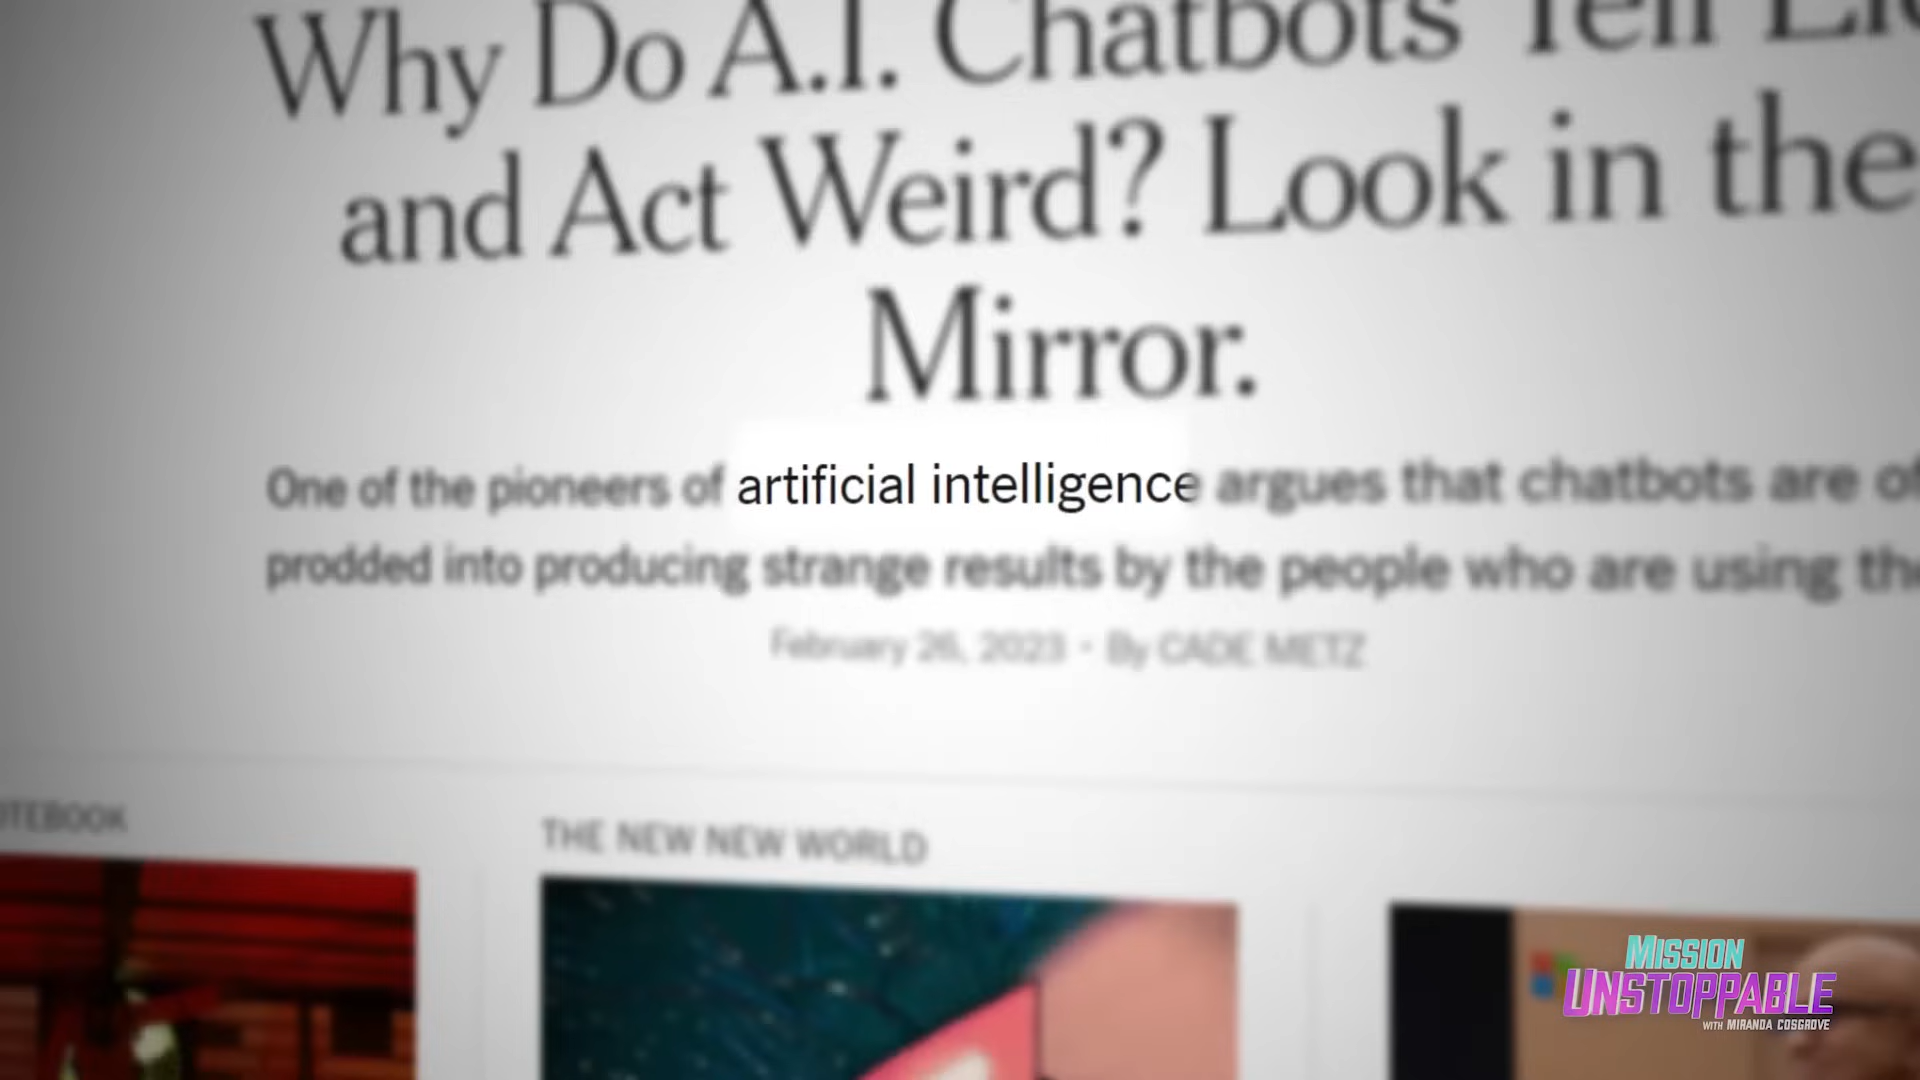 Why Do A.I. Chatbots Tell
and Act Weird? Look in the
Mirror.
One of the pioneers of artificial intelligence argues that chatbots are
prodded into producing strange results by the people who are using
February 26, 2023 · By CADE METZ
THE NEW NEW WORLD
MISSION
UNSTOPPABLE
WITH MIRANDA COSGROVE